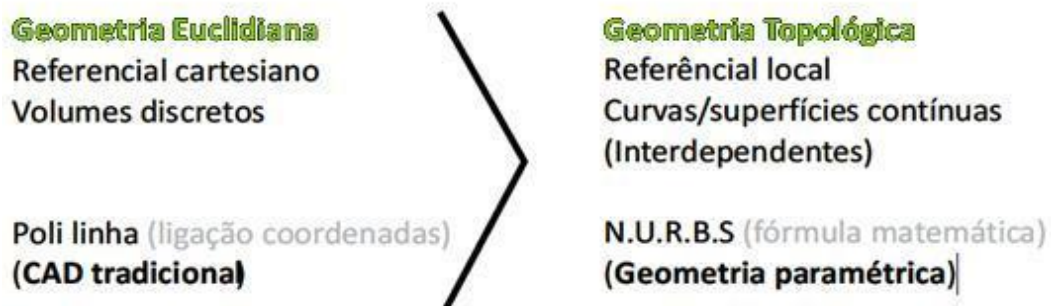 Geometria Euclidiana
Referencial cartesiano
Volumes discretos
Poli linha (ligação coordenadas)
(CAD tradicional)
Geometria Topológica
Referêncial local
Curvas/superfícies contínuas
(Interdependentes)
N.U.R.B.S (fórmula matemática)
(Geometria paramétrica)